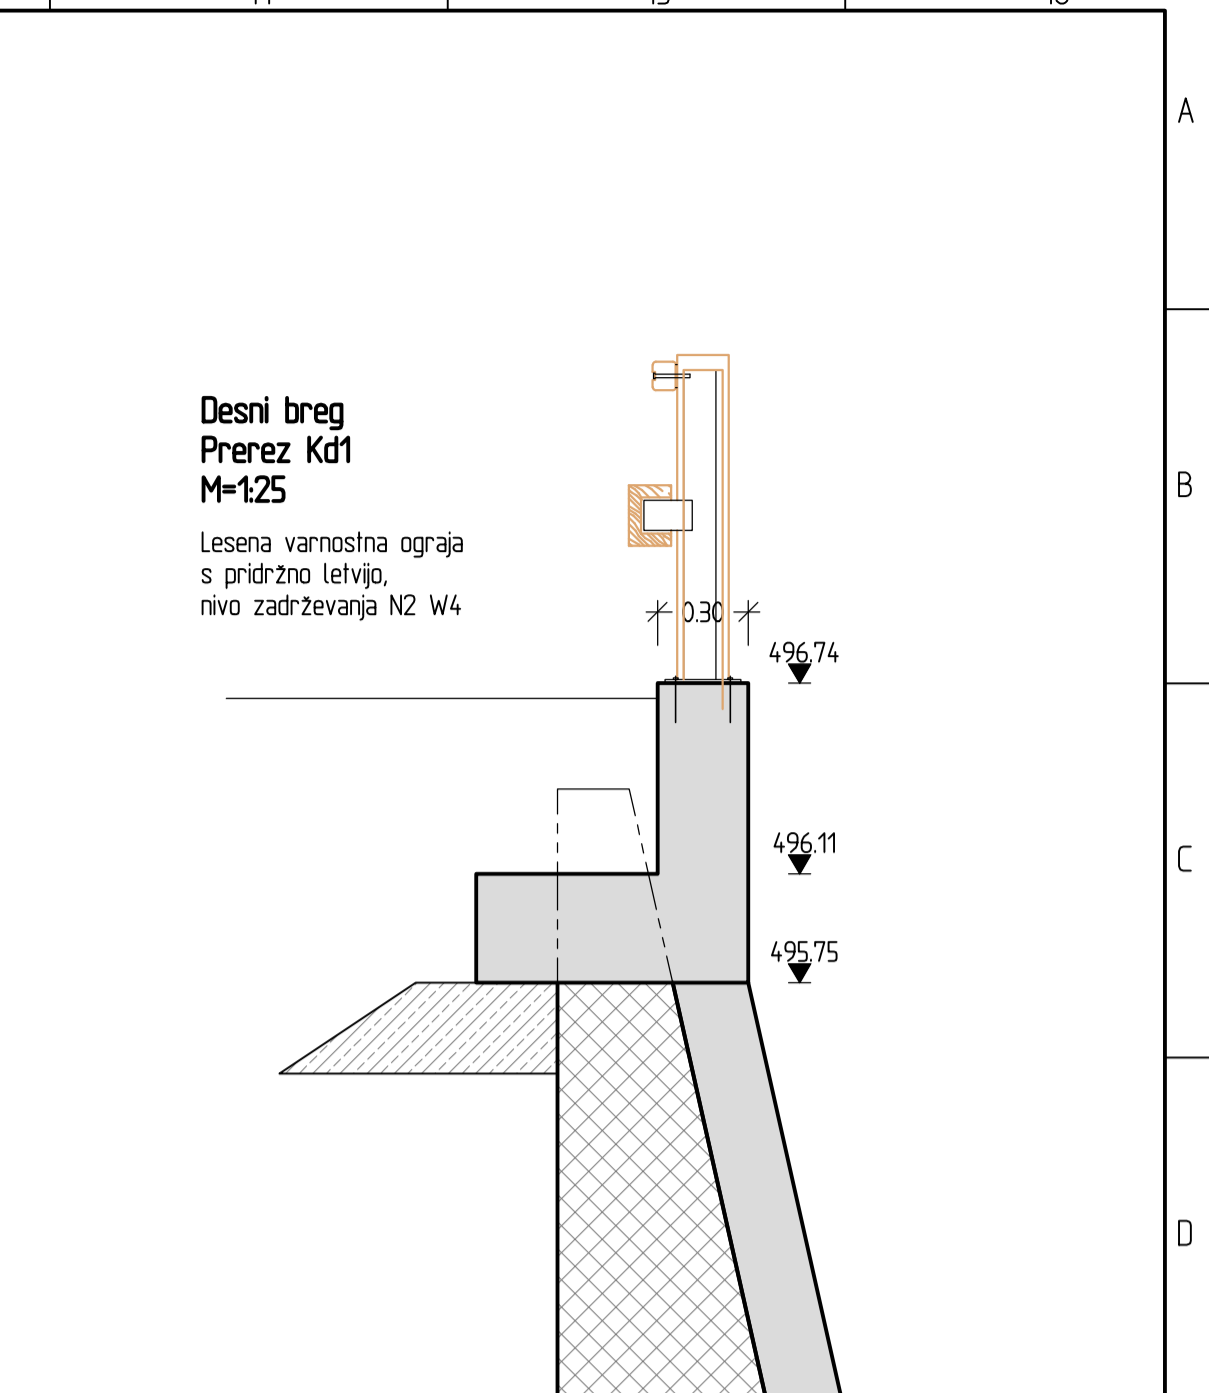 A
Desni breg
Prerez Kd1
M=1:25
B
Lesena varnostna ograja
s pridržno letvijo,
nivo zadrževanja N2 W4
0.30
496.74
496.11
C
495.75
D